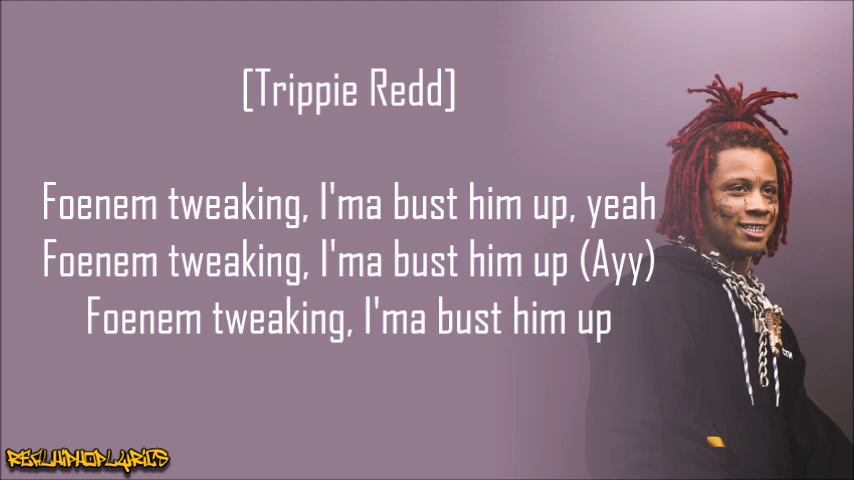 [Trippie Redd]
Foenem tweaking, I'ma bust him up, yeah
Foenem tweaking, I'ma bust him up (Ayy)
Foenem tweaking, I'ma bust him up
REFLHIPHOPLYRICS